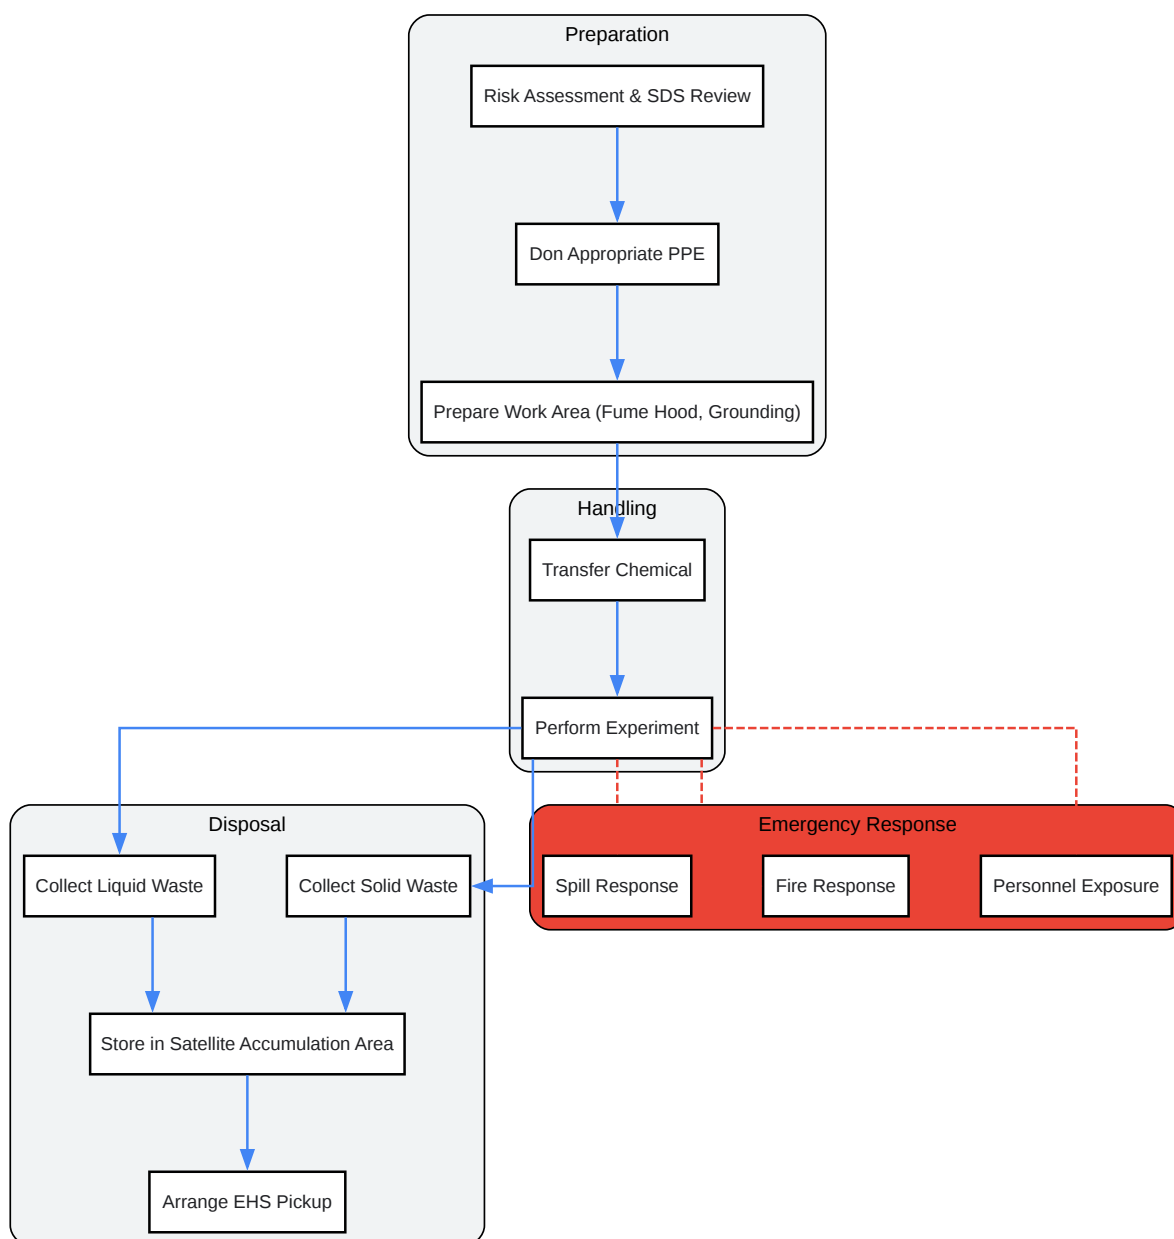 Preparation
Risk Assessment & SDS Review
Don Appropriate PPE
Prepare Work Area (Fume Hood, Grounding)
Handling
Transfer Chemical
Perform Experiment
Disposal
Emergency Response
Collect Liquid Waste
Collect Solid Waste
Spill Response
Fire Response
Personnel Exposure
Store in Satellite Accumulation Area
Arrange EHS Pickup